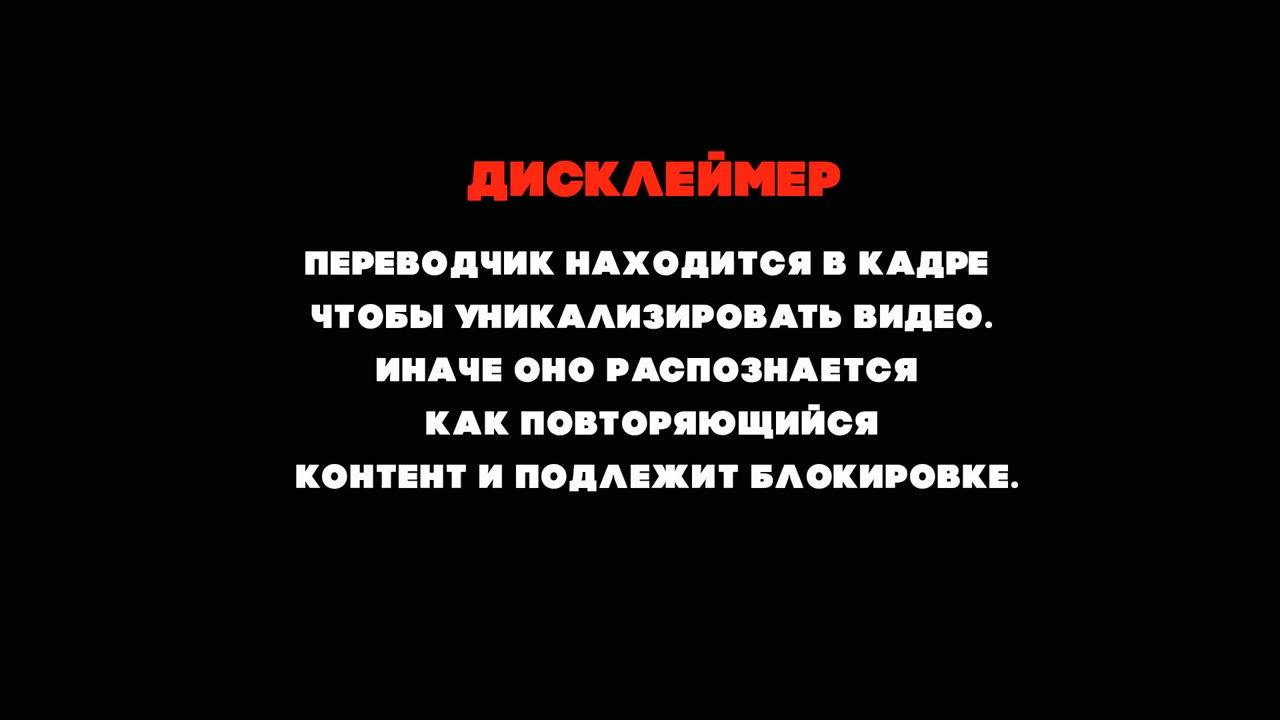 ДИСКЛЕЙМЕР
ПЕРЕВОДЧИК НАХОДИТСЯ В КАДРЕ
ЧТОБЫ УНИКАЛИЗИРОВАТЬ ВИДЕО.
ИНАЧЕ ОНО РАСПОЗНАЕТСЯ
КАК ПОВТОРЯЮЩИЙСЯ
КОНТЕНТ И ПОДЛЕЖИТ БЛОКИРОВКЕ.